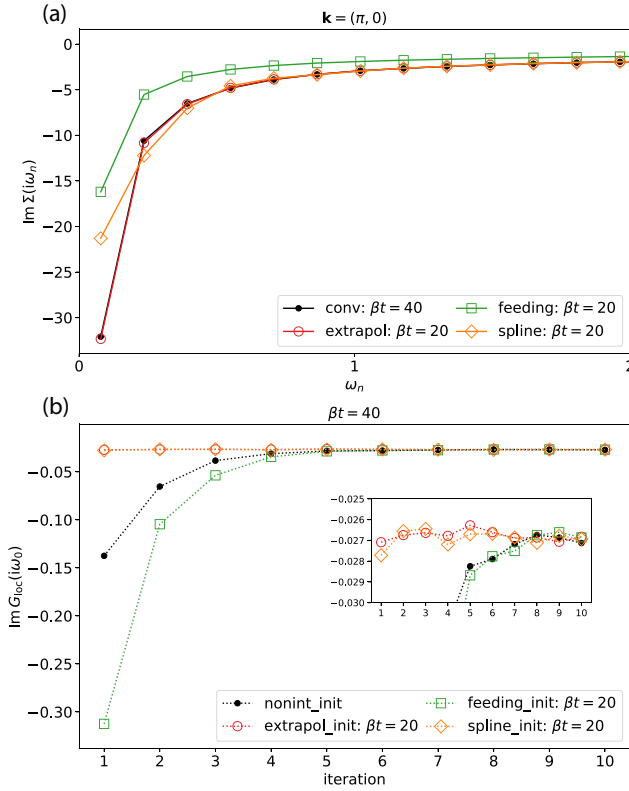 (a)
k = (π, 0)
0
−5
−10
−15
−20
−25
−30
Im Σ(iωn)
conv: βt = 40
extrapol: βt = 20
feeding: βt = 20
spline: βt = 20
0
1
2
ωn
(b)
βt = 40
−0.05
−0.10
−0.15
−0.20
−0.25
−0.30
Im Gloc(iω0)
−0.025
−0.026
−0.027
−0.028
−0.029
−0.030
1 2 3 4 5 6 7 8 9 10
nonint_init
extrapol_init: βt = 20
feeding_init: βt = 20
spline_init: βt = 20
1 2 3 4 5 6 7 8 9 10
iteration